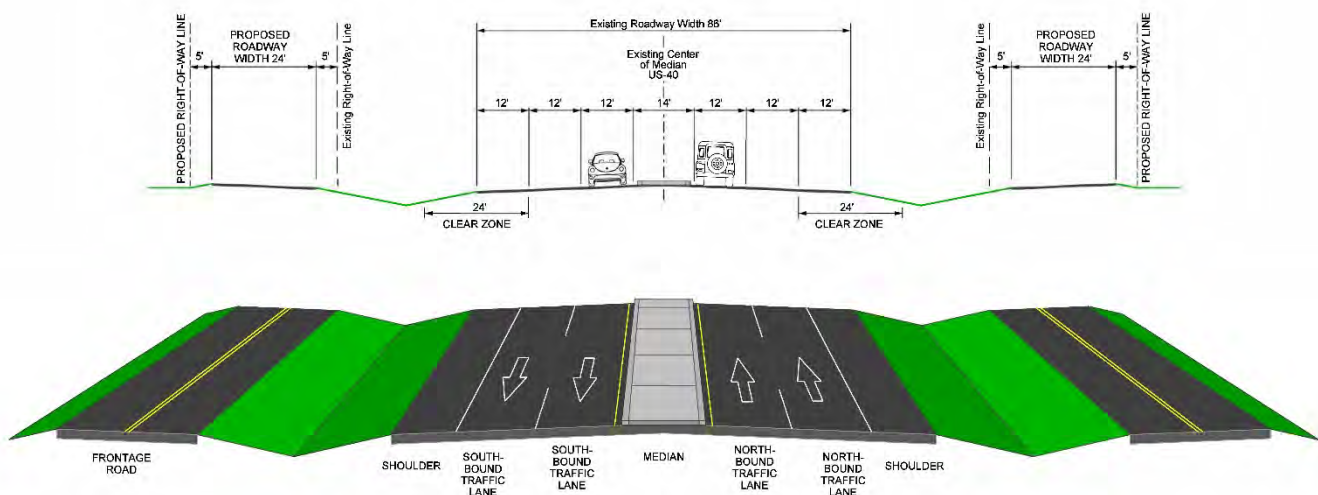 PROPOSED RIGHT-OF-WAY LINE
5'
PROPOSED
ROADWAY
WIDTH 24'
5'
Existing Right-of-Way Line
Existing Roadway Width 86'
Existing Center
of Median
US-40
12'
12'
12'
14'
12'
12'
12'
24'
CLEAR ZONE
24'
CLEAR ZONE
Existing Right-of-Way Line
5'
PROPOSED
ROADWAY
WIDTH 24'
5'
PROPOSED RIGHT-OF-WAY LINE
FRONTAGE
ROAD
SHOULDER
SOUTH-
BOUND
TRAFFIC
LANE
SOUTH-
BOUND
TRAFFIC
LANE
MEDIAN
NORTH-
BOUND
TRAFFIC
LANE
NORTH-
BOUND
TRAFFIC
LANE
SHOULDER
FRONTAGE
ROAD